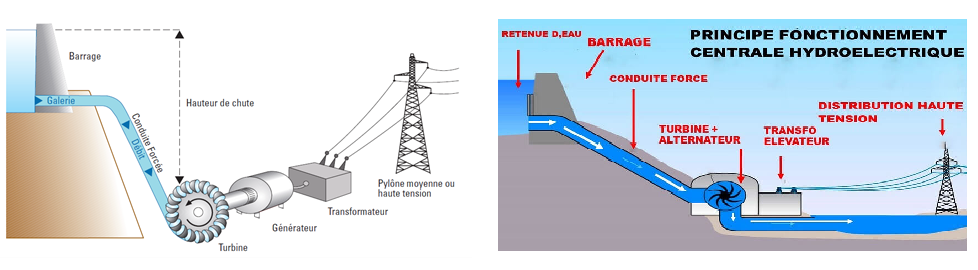 Barrage
Galerie
Hauteur de chute
Conduite Forcée
Débit
Pylône moyenne ou
haute tension
Transformateur
Générateur
Turbine
PRINCIPE FONCTIONNEMENT
CENTRALE HYDROELECTRIQUE
RETENUE D,EAU
BARRAGE
CONDUITE FORCE
DISTRIBUTION HAUTE
TENSION
TURBINE +
ALTERNATEUR
TRANSFO
ELEVATEUR